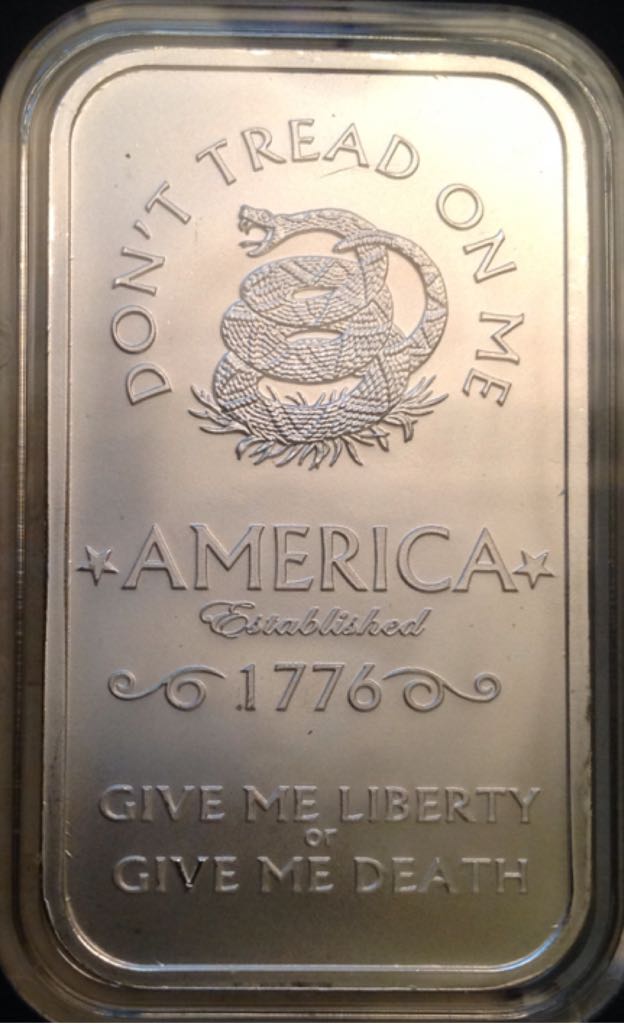 DON'T TREAD ON ME
AMERICA
Established
1776
GIVE ME LIBERTY
or
GIVE ME DEATH